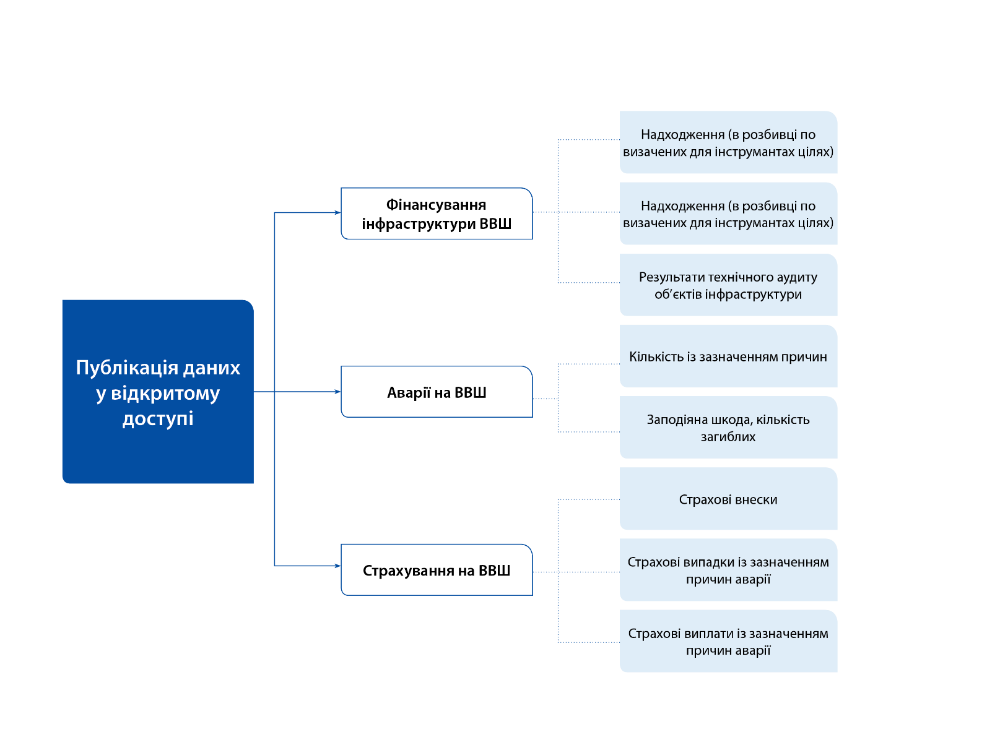 Публікація даних
у відкритому
доступі
Фінансування
інфраструктури ВВШ
Надходження (в розбивці по
визачених для інструмантах цілях)
Надходження (в розбивці по
визачених для інструмантах цілях)
Результати технічного аудиту
об’єктів інфраструктури
Аварії на ВВШ
Кількість із зазначенням причин
Заподіяна шкода, кількість
загиблих
Страхування на ВВШ
Страхові внески
Страхові випадки із зазначенням
причин аварії
Страхові виплати із зазначенням
причин аварії